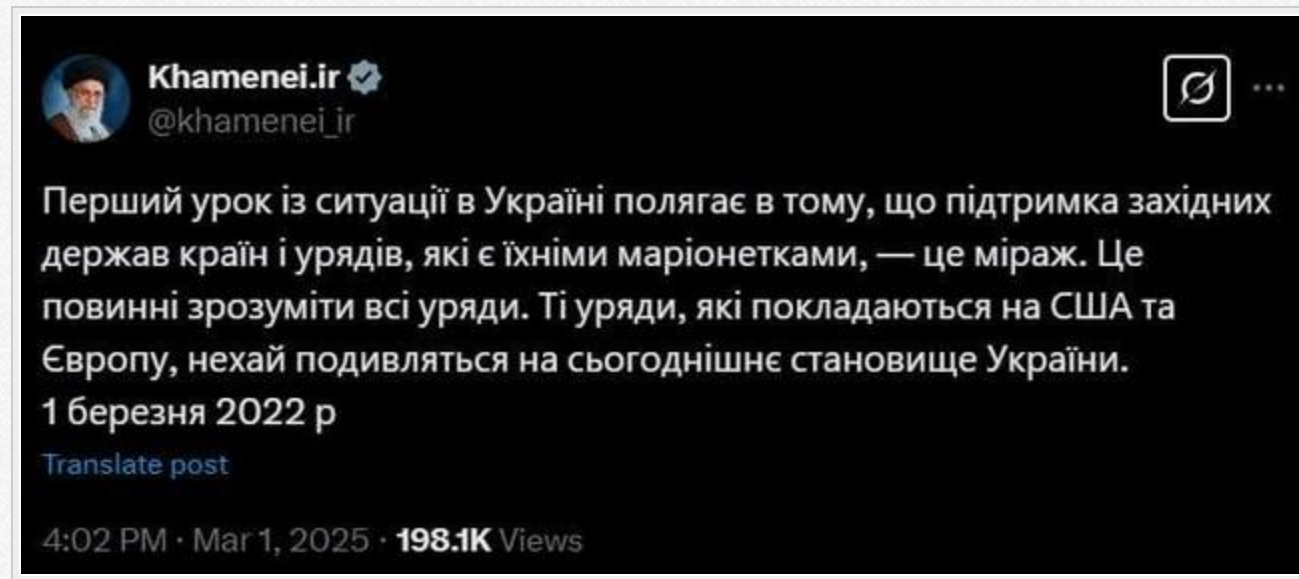 Khamenei.ir
@khamenei_ir
Перший урок із ситуації в Україні полягає в тому, що підтримка західних
держав країн і урядів, які є їхніми маріонетками, — це міраж. Це
повинні зрозуміти всі уряди. Ті уряди, які покладаються на США та
Європу, нехай подивляться на сьогоднішнє становище України.
1 березня 2022 р
Translate post
4:02 PM · Mar 1, 2025 · 198.1K Views